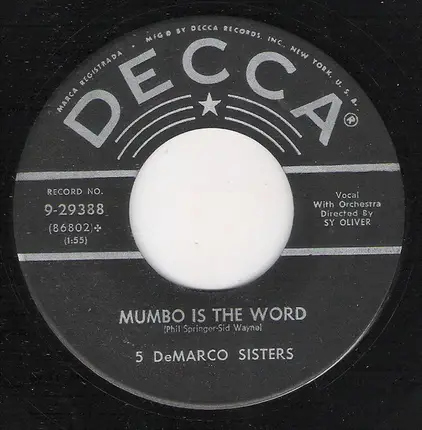 MARCA REGISTRADA • MFG @ BY DECCA RECORDS, INC., NEW YORK, U. S. A.
DECCA®
RECORD NO.
9-29388
(86802)+
(1:55)
Vocal
With Orchestra
Directed By
SY OLIVER
MUMBO IS THE WORD
(Phil Springer-Sid Wayne)
5 DeMARCO SISTERS